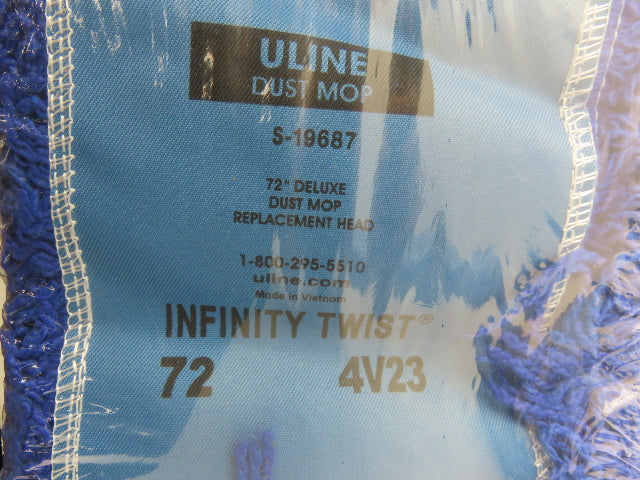 ULINE
DUST MOP
S-19687
72" DELUXE
DUST MOP
REPLACEMENT HEAD
1-800-295-5510
uline.com
Made in Vietnam
INFINITY TWIST®
72 4V23